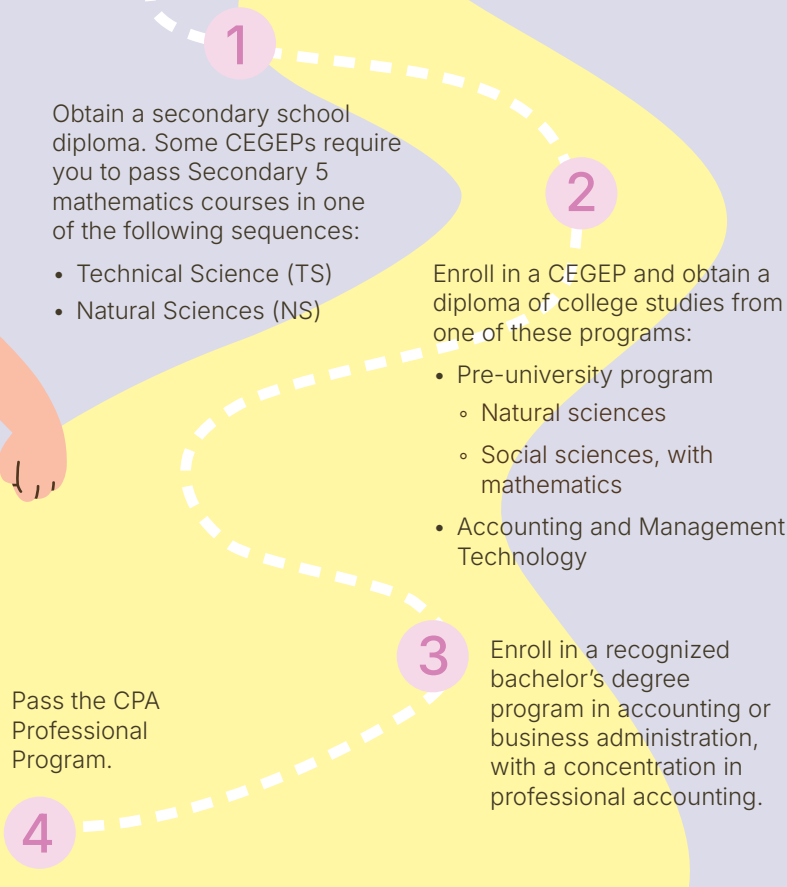 1
Obtain a secondary school
diploma. Some CEGEPs require
you to pass Secondary 5
mathematics courses in one
of the following sequences:
• Technical Science (TS)
• Natural Sciences (NS)
2
Enroll in a CEGEP and obtain a
diploma of college studies from
one of these programs:
• Pre-university program
◦ Natural sciences
◦ Social sciences, with
mathematics
• Accounting and Management
Technology
3
Enroll in a recognized
bachelor’s degree
program in accounting or
business administration,
with a concentration in
professional accounting.
Pass the CPA
Professional
Program.
4